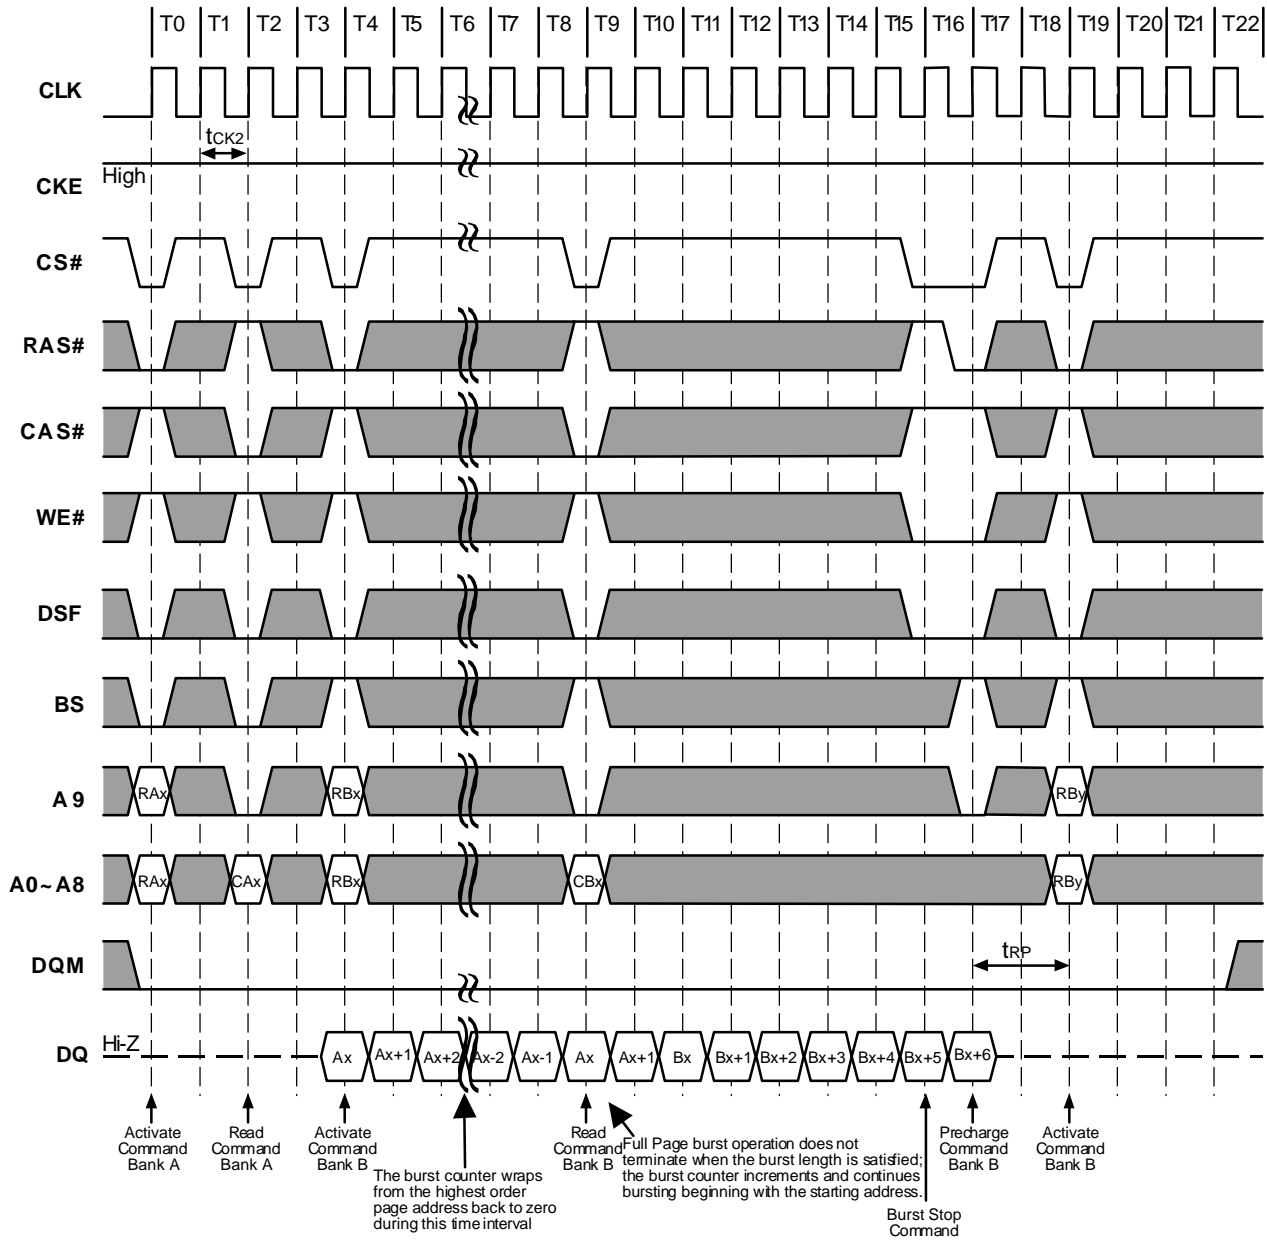 T0 T1 T2 T3 T4 T5 T6 T7 T8 T9 T10 T11 T12 T13 T14 T15 T16 T17 T18 T19 T20 T21 T22
CLK
tCK2
High
CKE
CS#
RAS#
CAS#
WE#
DSF
BS
A9
RAx RBx RBy
A0~A8
RAx CAx RBx CBx RBy
DQM
tRP
DQ
Hi-Z
Ax Ax+1 Ax+2 Ax-2 Ax-1 Ax Ax+1 Bx Bx+1 Bx+2 Bx+3 Bx+4 Bx+5 Bx+6
Activate
Command
Bank A
Read
Command
Bank A
Activate
Command
Bank B
The burst counter wraps
from the highest order
page address back to zero
during this time interval
Read
Command
Bank B
Full Page burst operation does not
terminate when the burst length is satisfied;
the burst counter increments and continues
bursting beginning with the starting address.
Burst Stop
Command
Precharge
Command
Bank B
Activate
Command
Bank B